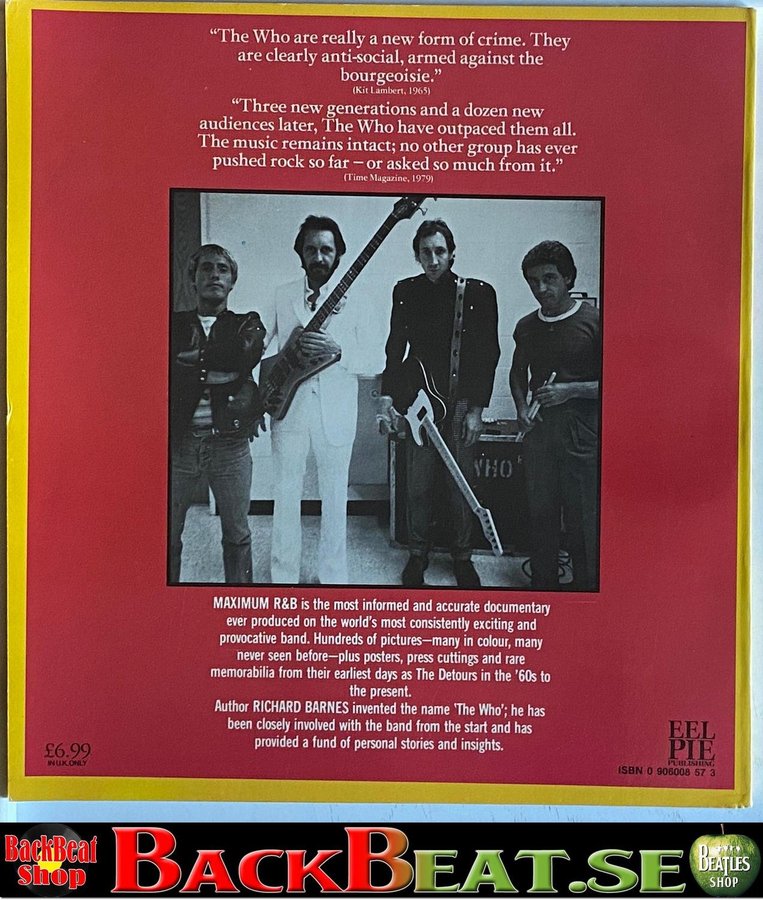 “The Who are really a new form of crime. They
are clearly anti-social, armed against the
bourgeoisie.”
(Kit Lambert, 1965)
“Three new generations and a dozen new
audiences later, The Who have outpaced them all.
The music remains intact; no other group has ever
pushed rock so far – or asked so much from it.”
(Time Magazine, 1979)
WHO
MAXIMUM R&B is the most informed and accurate documentary
ever produced on the world's most consistently exciting and
provocative band. Hundreds of pictures—many in colour, many
never seen before—plus posters, press cuttings and rare
memorabilia from their earliest days as The Detours in the '60s to
the present.
Author RICHARD BARNES invented the name 'The Who'; he has
been closely involved with the band from the start and has
provided a fund of personal stories and insights.
£6.99
IN U.K. ONLY
EEL
PIE
PUBLISHING
ISBN 0 906008 57 3
BackBeat
Shop
BACKBEAT.SE
BEATLES
SHOP